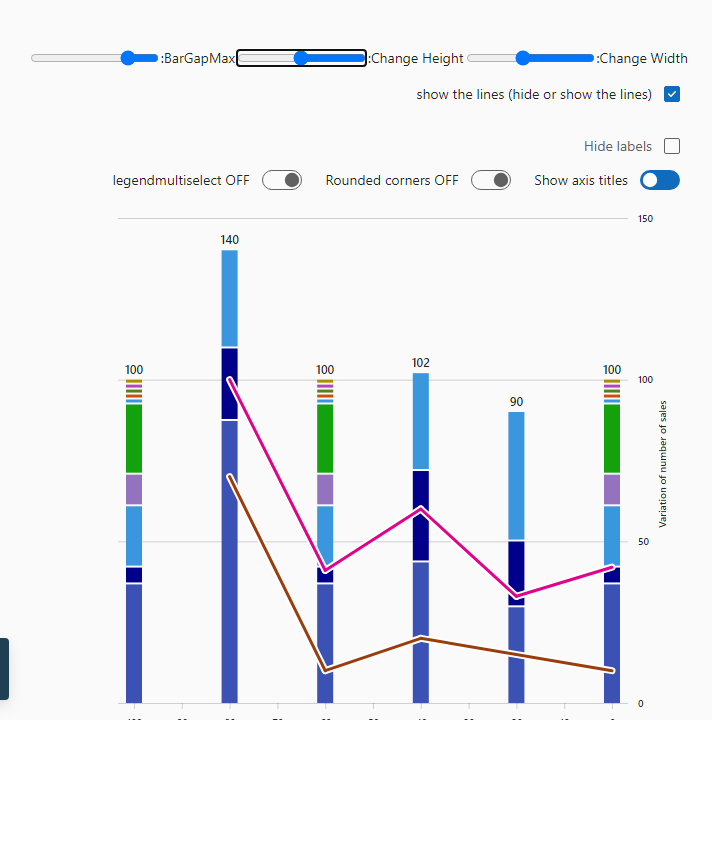 :BarGapMax :Change Height :Change Width
show the lines (hide or show the lines)
Hide labels
legendmultiselect OFF Rounded corners OFF Show axis titles
150
140
100 100 102 90 100
100
Variation of number of sales
50
0